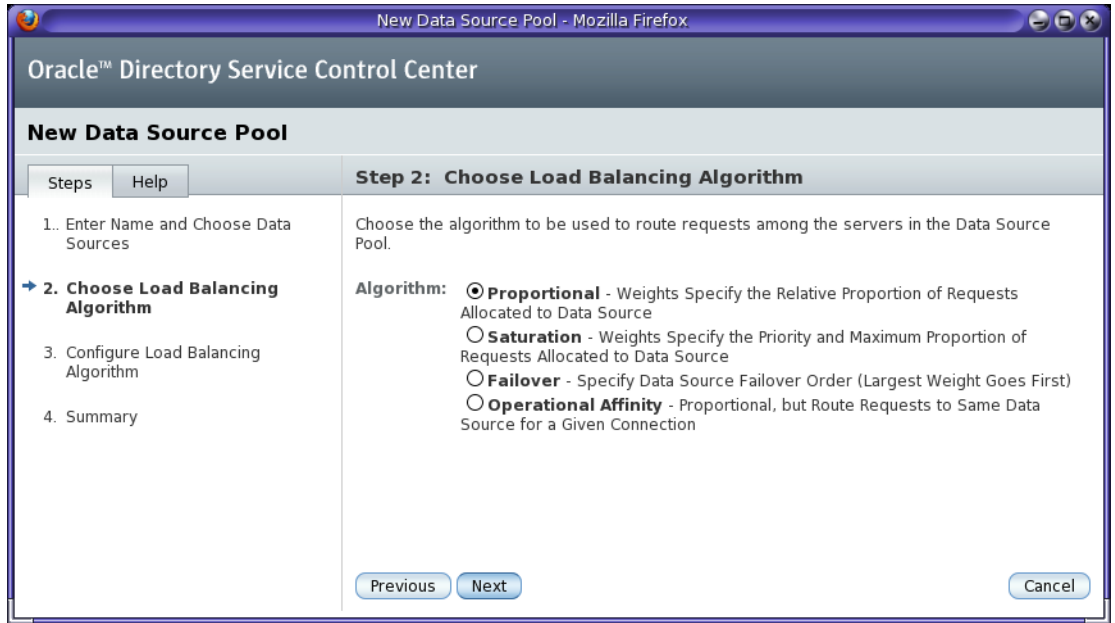 New Data Source Pool - Mozilla Firefox
Oracle™ Directory Service Control Center
New Data Source Pool
Steps
Help
1.. Enter Name and Choose Data
Sources
2. Choose Load Balancing
Algorithm
3. Configure Load Balancing
Algorithm
4. Summary
Step 2: Choose Load Balancing Algorithm
Choose the algorithm to be used to route requests among the servers in the Data Source
Pool.
Algorithm:
Proportional - Weights Specify the Relative Proportion of Requests
Allocated to Data Source
Saturation - Weights Specify the Priority and Maximum Proportion of
Requests Allocated to Data Source
Failover - Specify Data Source Failover Order (Largest Weight Goes First)
Operational Affinity - Proportional, but Route Requests to Same Data
Source for a Given Connection
Previous
Next
Cancel